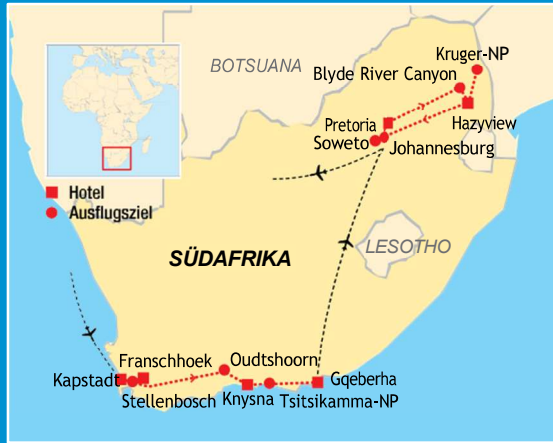 Kruger-NP
BOTSUANA
Blyde River Canyon
Pretoria
Hazyview
Soweto
Johannesburg
Hotel
Ausflugsziel
SÜDAFRIKA
LESOTHO
Franschhoek
Oudtshoorn
Kapstadt
Gqeberha
Stellenbosch
Knysna
Tsitsikamma-NP